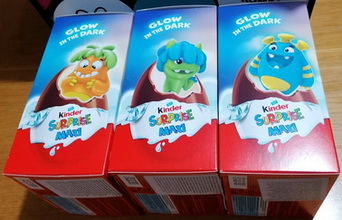 GLOW
IN THE DARK
Kinder
SURPRISE
MAXI
GLOW
IN THE DARK
Kinder
SURPRISE
MAXI
GLOW
IN THE DARK
Kinder
SURPRISE
MAXI